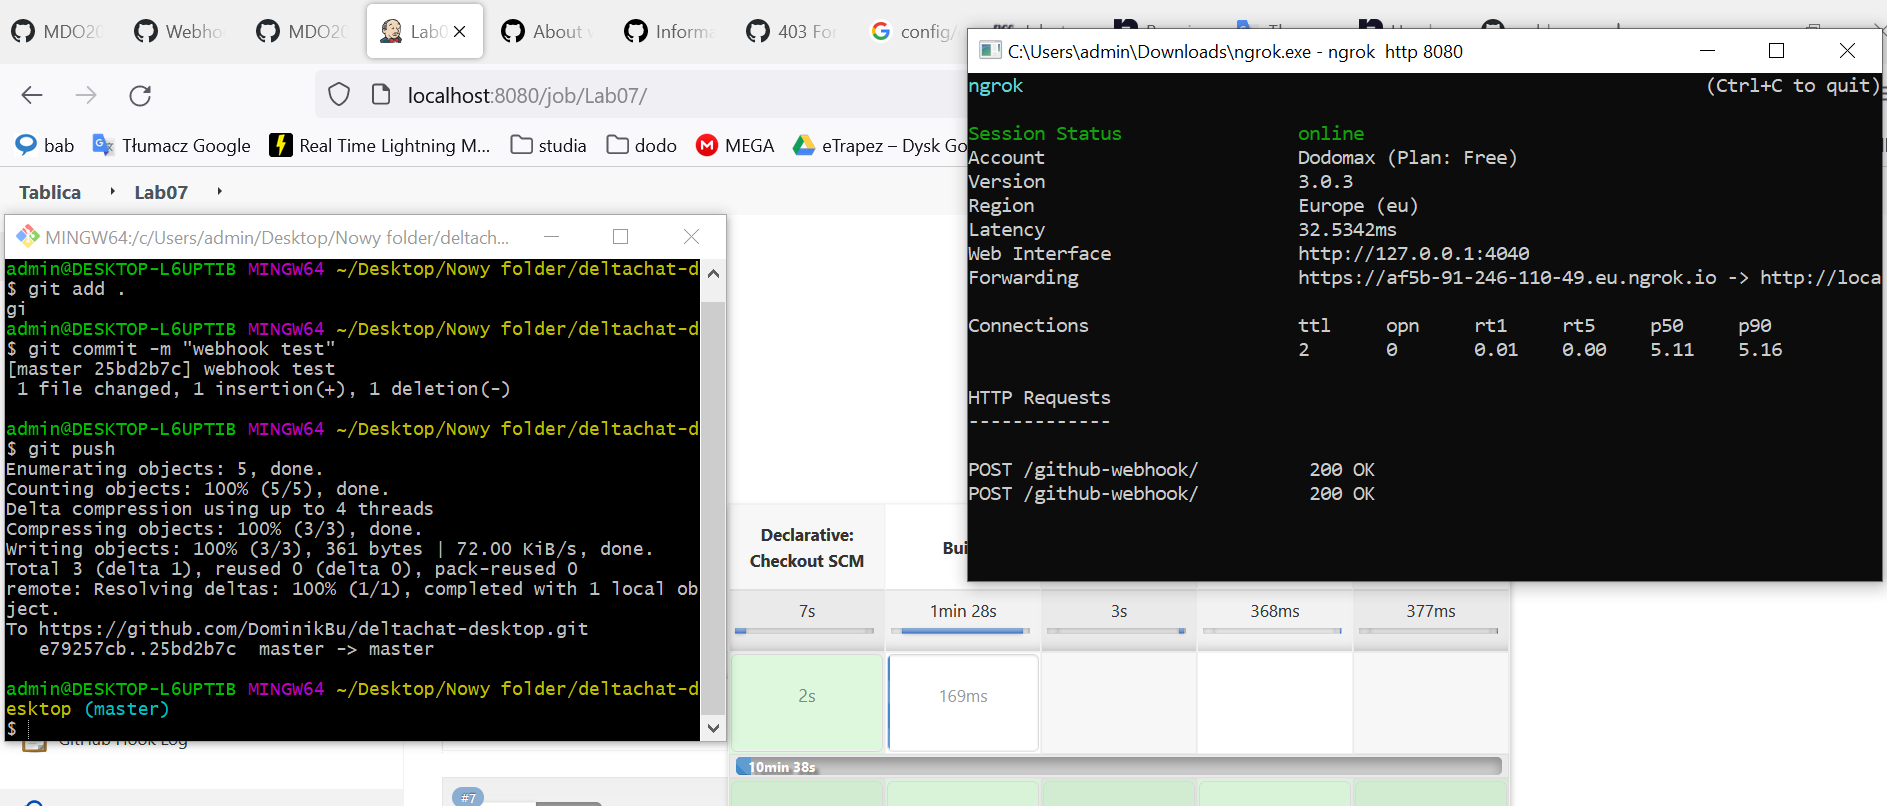 MDO20
Webho
MDO20
Lab0
About
Informa
403 For
config/
localhost:8080/job/Lab07/
bab
Tłumacz Google
Real Time Lightning M...
studia
dodo
MEGA
eTrapez – Dysk Go
Tablica
Lab07
MINGW64:/c/Users/admin/Desktop/Nowy folder/deltach...
admin@DESKTOP-L6UPTIB MINGW64 ~/Desktop/Nowy folder/deltachat-d
$ git add .
gi
admin@DESKTOP-L6UPTIB MINGW64 ~/Desktop/Nowy folder/deltachat-d
$ git commit -m "webhook test"
[master 25bd2b7c] webhook test
1 file changed, 1 insertion(+), 1 deletion(-)
admin@DESKTOP-L6UPTIB MINGW64 ~/Desktop/Nowy folder/deltachat-d
$ git push
Enumerating objects: 5, done.
Counting objects: 100% (5/5), done.
Delta compression using up to 4 threads
Compressing objects: 100% (3/3), done.
Writing objects: 100% (3/3), 361 bytes | 72.00 KiB/s, done.
Total 3 (delta 1), reused 0 (delta 0), pack-reused 0
remote: Resolving deltas: 100% (1/1), completed with 1 local ob
ject.
To https://github.com/DominikBu/deltachat-desktop.git
e79257cb..25bd2b7c  master -> master
admin@DESKTOP-L6UPTIB MINGW64 ~/Desktop/Nowy folder/deltachat-d
esktop (master)
$
GitHub Hook Log
#7
C:\Users\admin\Downloads\ngrok.exe - ngrok  http 8080
ngrok (Ctrl+C to quit)
Session Status online
Account Dodomax (Plan: Free)
Version 3.0.3
Region Europe (eu)
Latency 32.5342ms
Web Interface http://127.0.0.1:4040
Forwarding https://af5b-91-246-110-49.eu.ngrok.io -> http://loca
Connections ttl opn rt1 rt5 p50 p90
2 0 0.01 0.00 5.11 5.16
HTTP Requests
-------------
POST /github-webhook/ 200 OK
POST /github-webhook/ 200 OK
Declarative:
Checkout SCM
Bui
7s
1min 28s
3s
368ms
377ms
2s
169ms
10min 38s